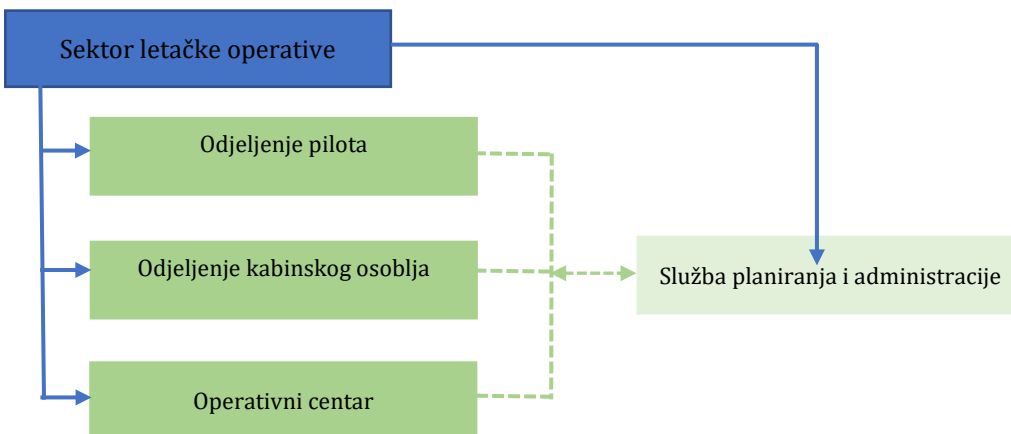 Sektor letačke operative
Odjeljenje pilota
Odjeljenje kabinskog osoblja
Služba planiranja i administracije
Operativni centar